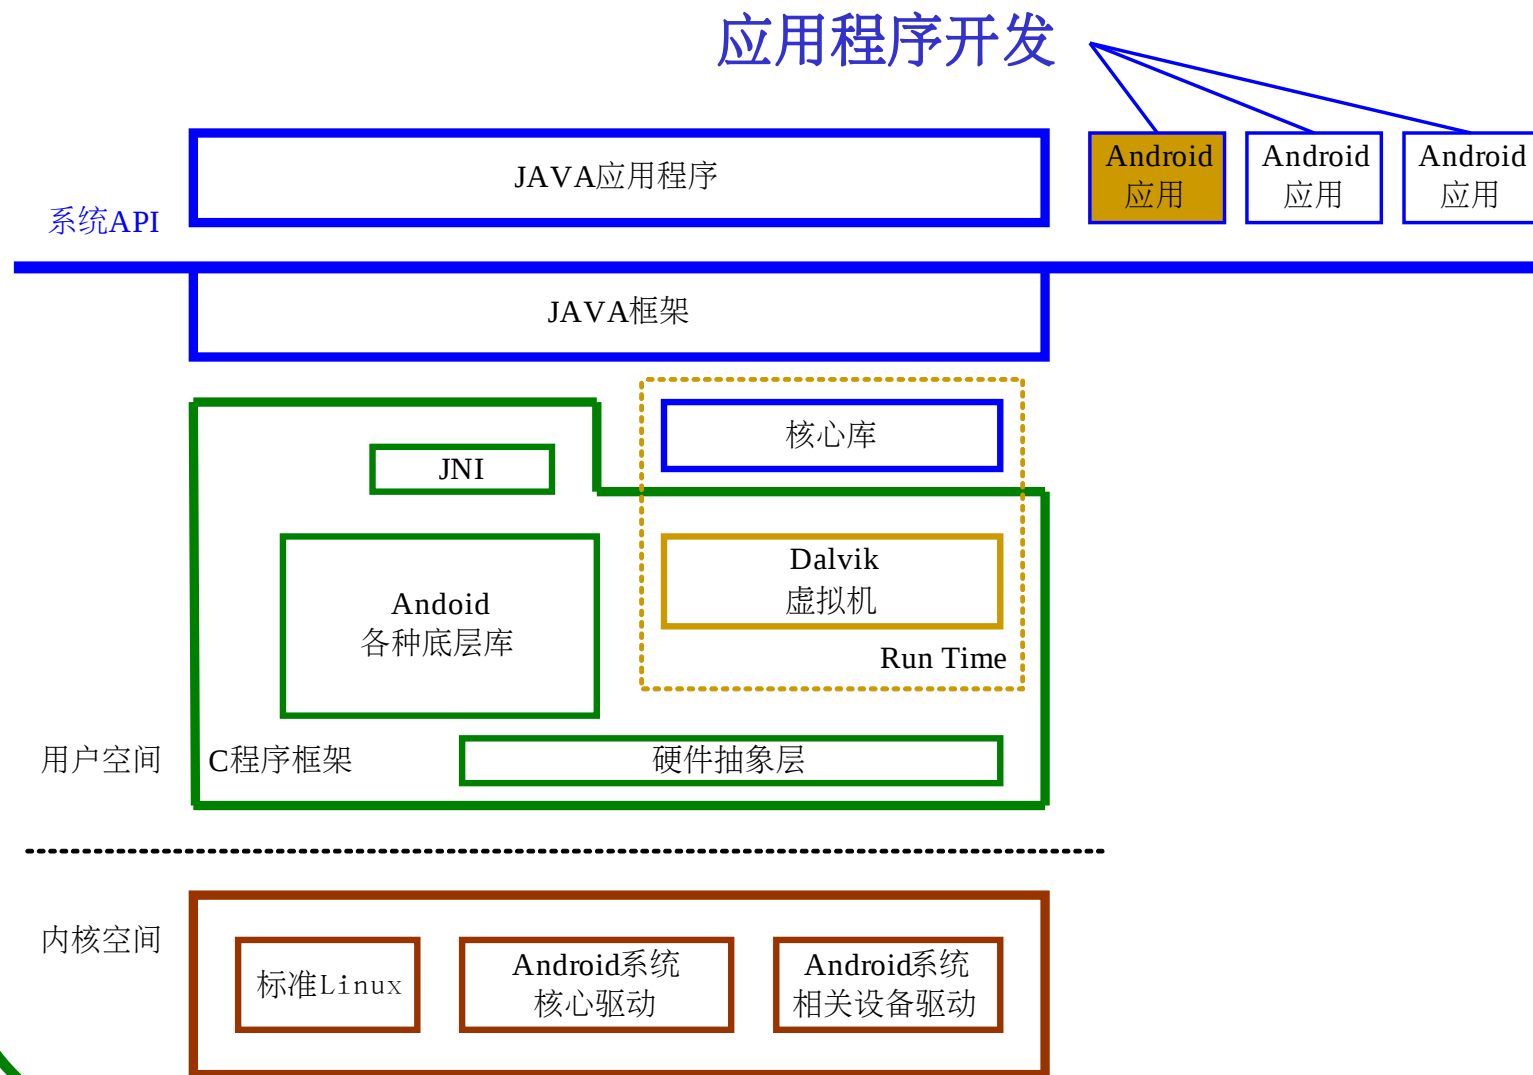 应用程序开发
JAVA应用程序
Android
应用
Android
应用
Android
应用
系统API
JAVA框架
核心库
JNI
Dalvik
虚拟机
Andoid
各种底层库
Run Time
用户空间
C程序框架
硬件抽象层
内核空间
标准Linux
Android系统
核心驱动
Android系统
相关设备驱动